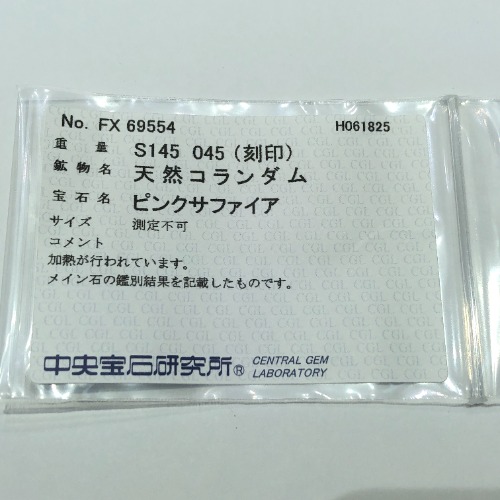 No. FX 69554 H061825
重量 S145 045 (刻印)
鉱物名 天然コランダム
宝石名 ピンクサファイア
サイズ 測定不可
コメント
加熱が行われています。
メイン石の鑑別結果を記載したものです。
中央宝石研究所® CENTRAL GEM
LABORATORY